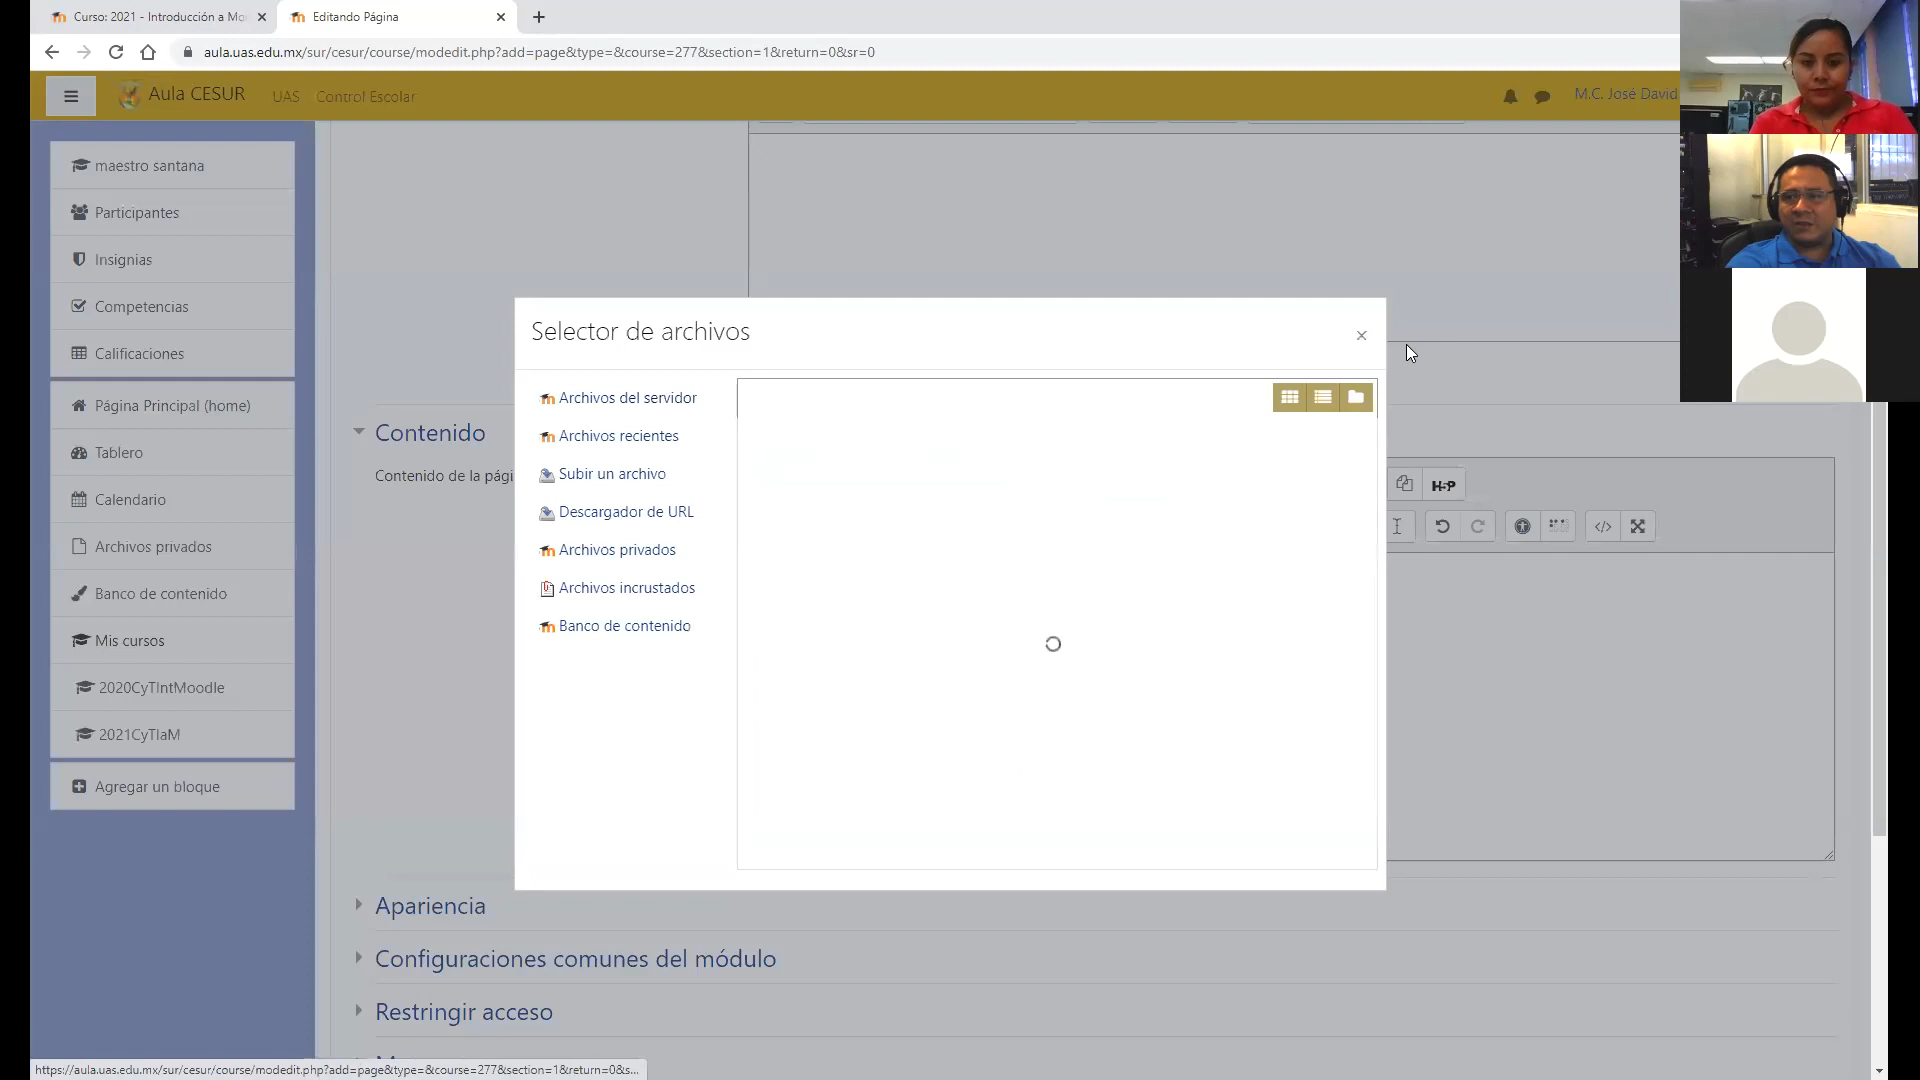 Curso: 2021 - Introducción a Mo
Editando Página
aula.uas.edu.mx/sur/cesur/course/modedit.php?add=page&type=&course=277&section=1&return=0&sr=0
Aula CESUR
UAS
Control Escolar
M.C. José David
maestro santana
Participantes
Insignias
Competencias
Calificaciones
Página Principal (home)
Tablero
Calendario
Archivos privados
Banco de contenido
Mis cursos
2020CyTIntMoodle
2021CyTIaM
Agregar un bloque
Selector de archivos
Archivos del servidor
Archivos recientes
Subir un archivo
Descargador de URL
Archivos privados
Archivos incrustados
Banco de contenido
Contenido
Contenido de la pági
H5P
Apariencia
Configuraciones comunes del módulo
Restringir acceso
https://aula.uas.edu.mx/sur/cesur/course/modedit.php?add=page&type=&course=277&section=1&return=0&s...